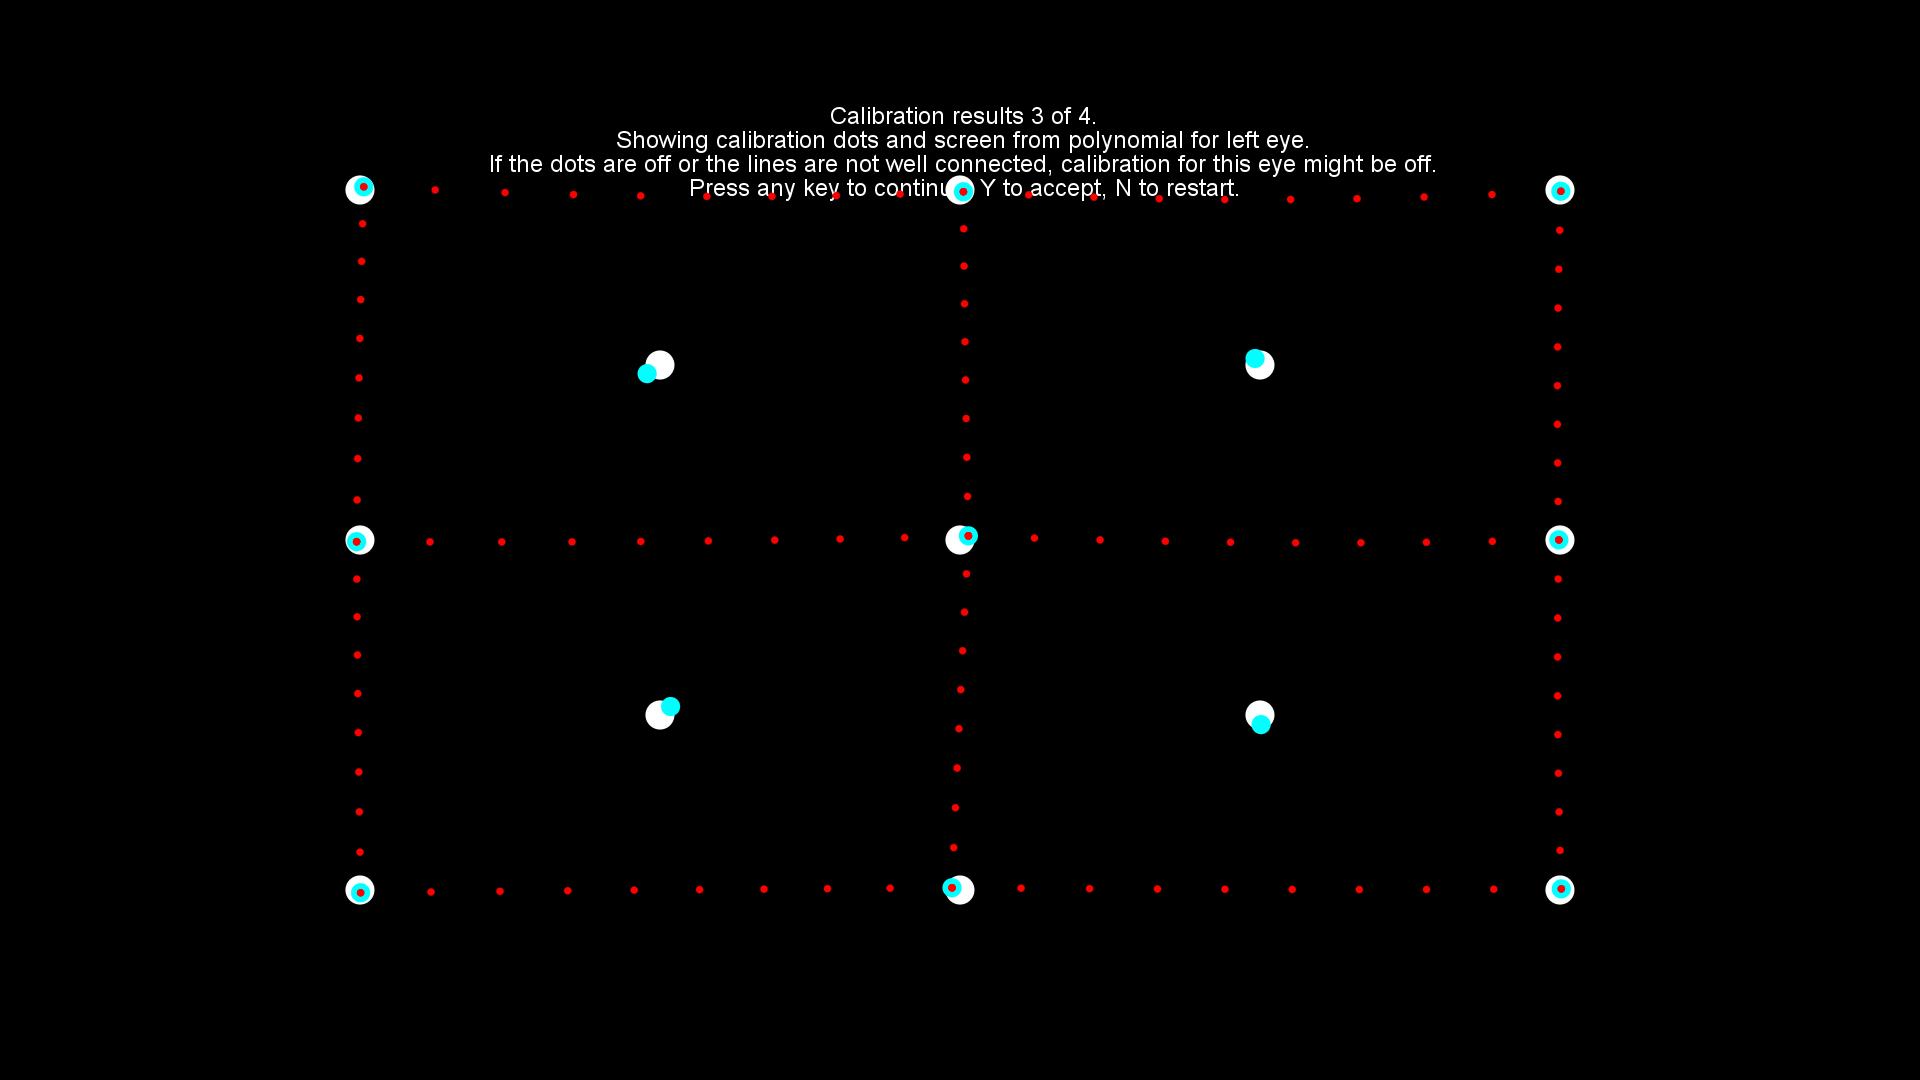 Calibration results 3 of 4.
Showing calibration dots and screen from polynomial for left eye.
If the dots are off or the lines are not well connected, calibration for this eye might be off.
Press any key to continu Y to accept, N to restart.